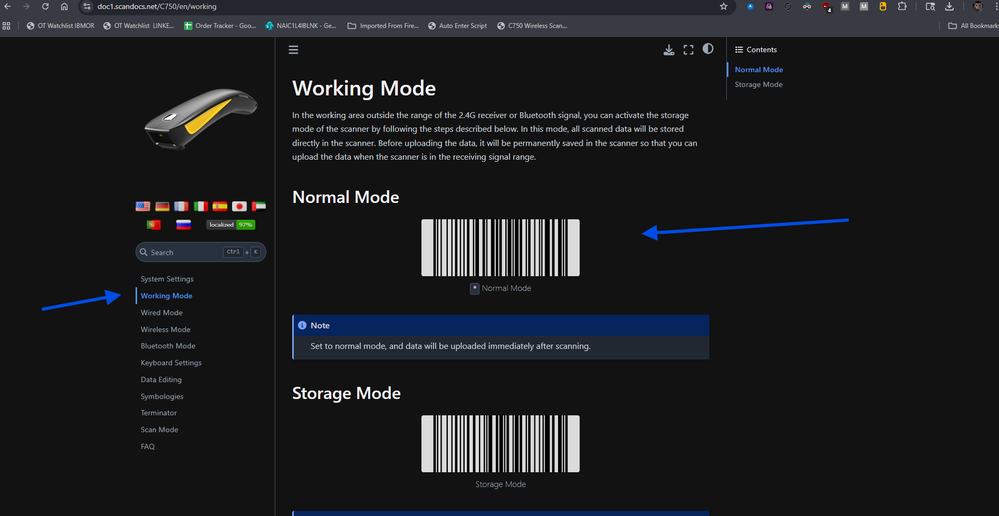 doc1.scandocs.net/C750/en/working
4
M
M
OT Watchlist IBMOR
OT Watchlist LINKE...
Order Tracker - Goo...
NAIC1L4IBLNK - Ge...
Imported From Fire...
Auto Enter Script
C750 Wireless Scan...
All Bookmarks
localized 97%
Search
Ctrl + K
System Settings
Working Mode
Wired Mode
Wireless Mode
Bluetooth Mode
Keyboard Settings
Data Editing
Symbologies
Terminator
Scan Mode
FAQ
Working Mode
In the working area outside the range of the 2.4G receiver or Bluetooth signal, you can activate the storage
mode of the scanner by following the steps described below. In this mode, all scanned data will be stored
directly in the scanner. Before uploading the data, it will be permanently saved in the scanner so that you can
upload the data when the scanner is in the receiving signal range.
Normal Mode
* Normal Mode
Note
Set to normal mode, and data will be uploaded immediately after scanning.
Storage Mode
Storage Mode
Contents
Normal Mode
Storage Mode